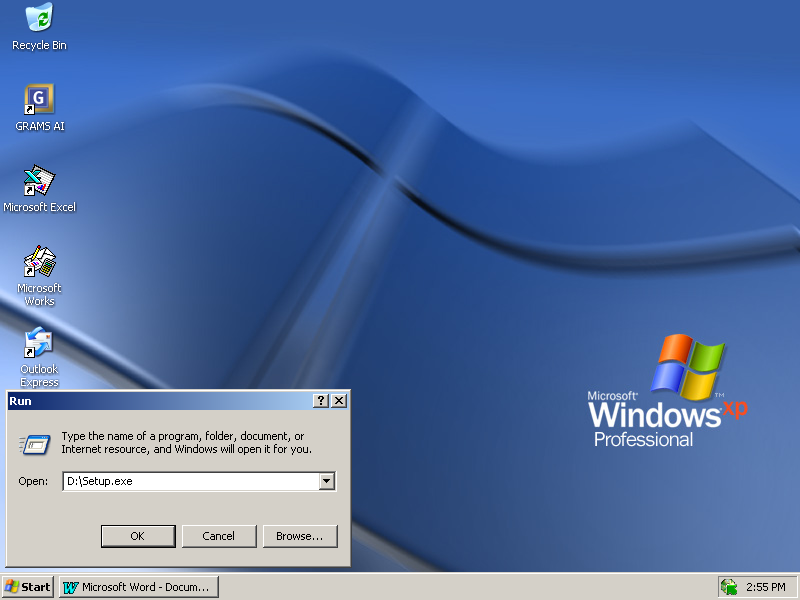 Recycle Bin
G
GRAMS AI
Microsoft Excel
Microsoft
Works
Outlook
Express
Run
Type the name of a program, folder, document, or
Internet resource, and Windows will open it for you.
Open:
D:\Setup.exe
OK
Cancel
Browse...
Microsoft®
Windows xp
TM
Professional
Start
Microsoft Word - Docum...
2:55 PM